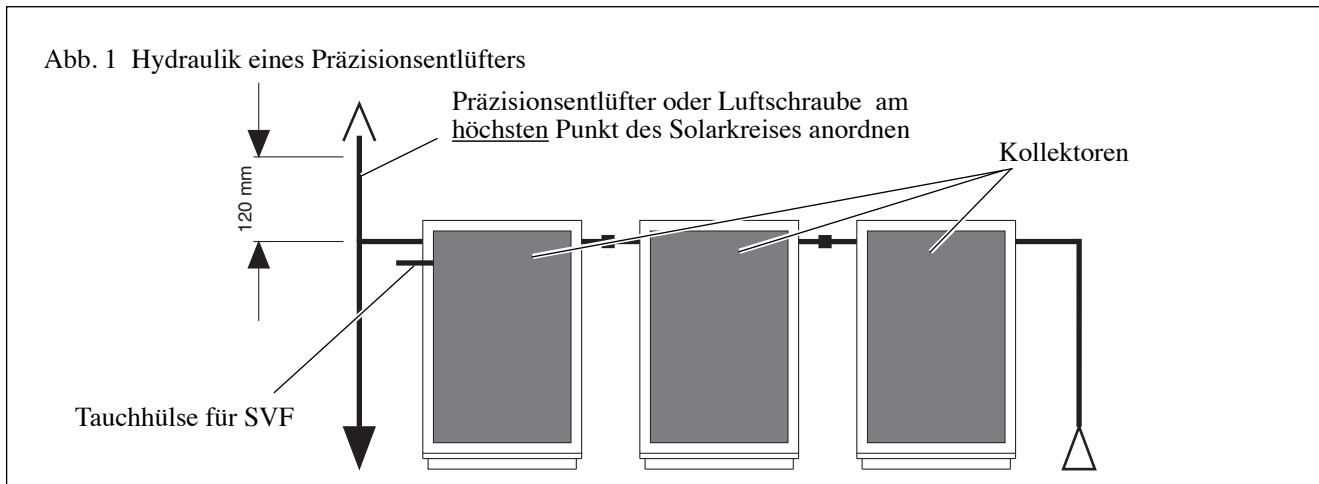 Abb. 1 Hydraulik eines Präzisionsentlüfters
Präzisionsentlüfter oder Luftschraube am
höchsten Punkt des Solarkreises anordnen
Kollektoren
120 mm
Tauchhülse für SVF